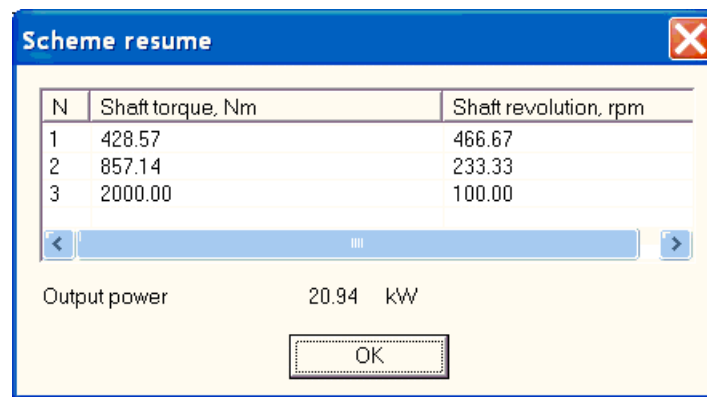 Scheme resume
N Shaft torque, Nm Shaft revolution, rpm
1 428.57 466.67
2 857.14 233.33
3 2000.00 100.00
Output power 20.94 kW
OK